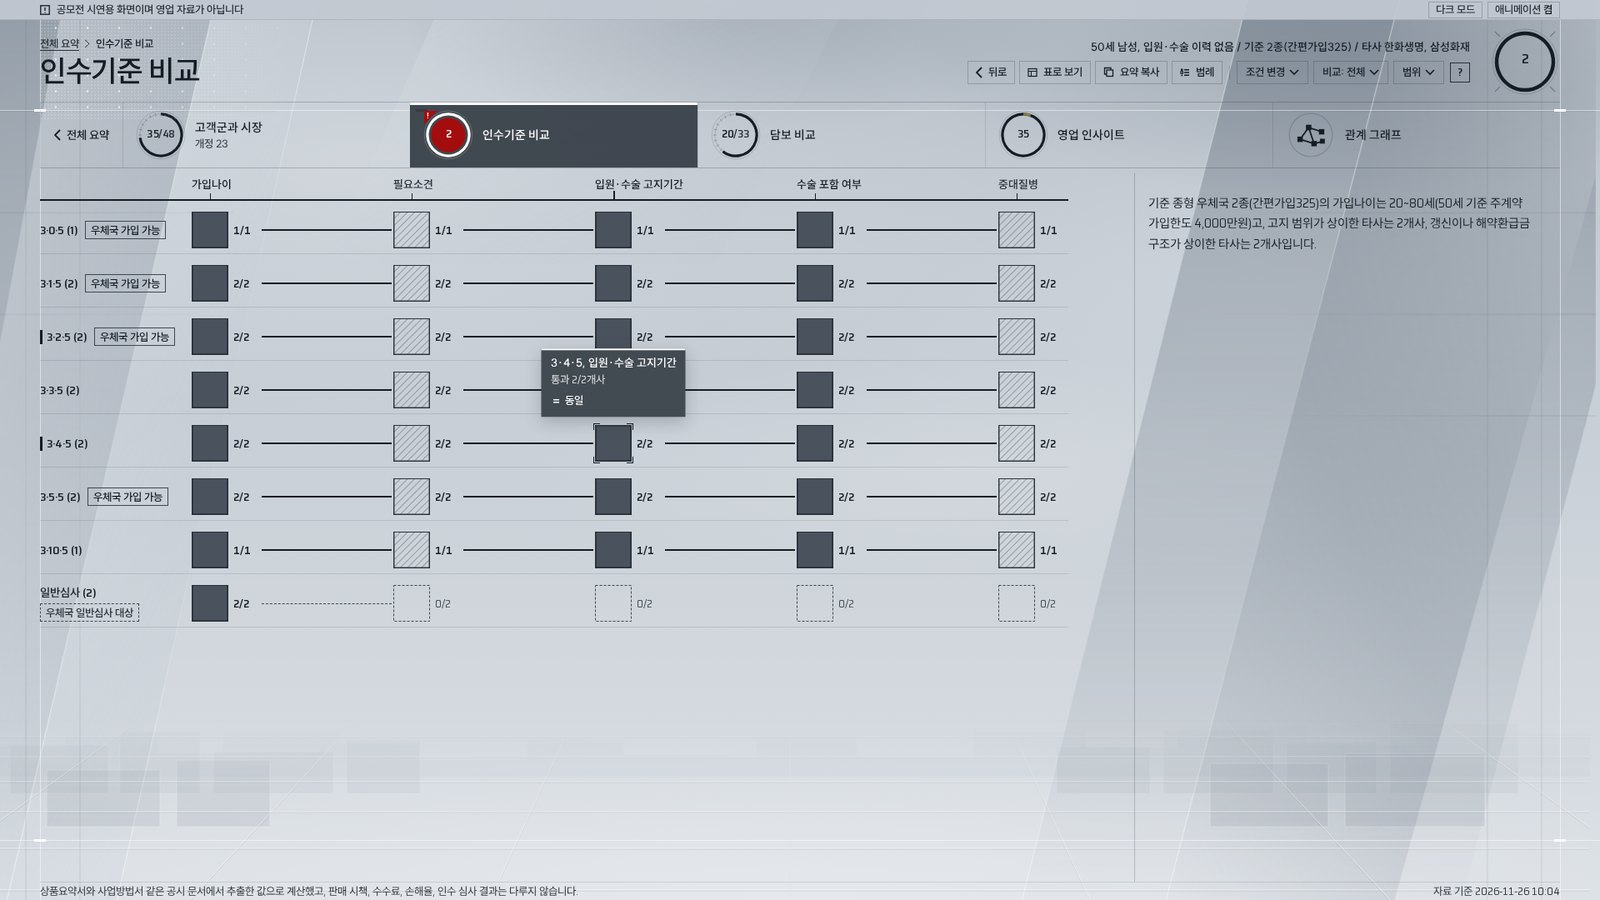 공모전 시연용 화면이며 영업 자료가 아닙니다
다크 모드
애니메이션 켬
전체 요약 > 인수기준 비교
인수기준 비교
50세 남성, 입원·수술 이력 없음 / 기준 2종(간편가입325) / 타사 한화생명, 삼성화재
뒤로
표로 보기
요약 복사
범례
조건 변경
비교: 전체
범위
?
2
전체 요약
35/48
고객군과 시장
개정 23
!
2
인수기준 비교
20/33
담보 비교
35
영업 인사이트
관계 그래프
가입나이 필요소견 입원·수술 고지기간 수술 포함 여부 중대질병
3·0·5 (1) 우체국 가입 가능 1/1 1/1 1/1 1/1 1/1
3·1·5 (2) 우체국 가입 가능 2/2 2/2 2/2 2/2 2/2
3·2·5 (2) 우체국 가입 가능 2/2 2/2 2/2 2/2 2/2
3·3·5 (2) 2/2 2/2 2/2 2/2
3·4·5, 입원·수술 고지기간
통과 2/2개사
= 동일
3·4·5 (2) 2/2 2/2 2/2 2/2 2/2
3·5·5 (2) 우체국 가입 가능 2/2 2/2 2/2 2/2 2/2
3·10·5 (1) 1/1 1/1 1/1 1/1 1/1
일반심사 (2)
우체국 일반심사 대상
2/2 0/2 0/2 0/2 0/2
기준 종형 우체국 2종(간편가입325)의 가입나이는 20~80세(50세 기준 주계약
가입한도 4,000만원)고, 고지 범위가 상이한 타사는 2개사, 갱신이나 해약환급금
구조가 상이한 타사는 2개사입니다.
상품요약서와 사업방법서 같은 공시 문서에서 추출한 값으로 계산했고, 판매 시책, 수수료, 손해율, 인수 심사 결과는 다루지 않습니다.
자료 기준 2026-11-26 10:04